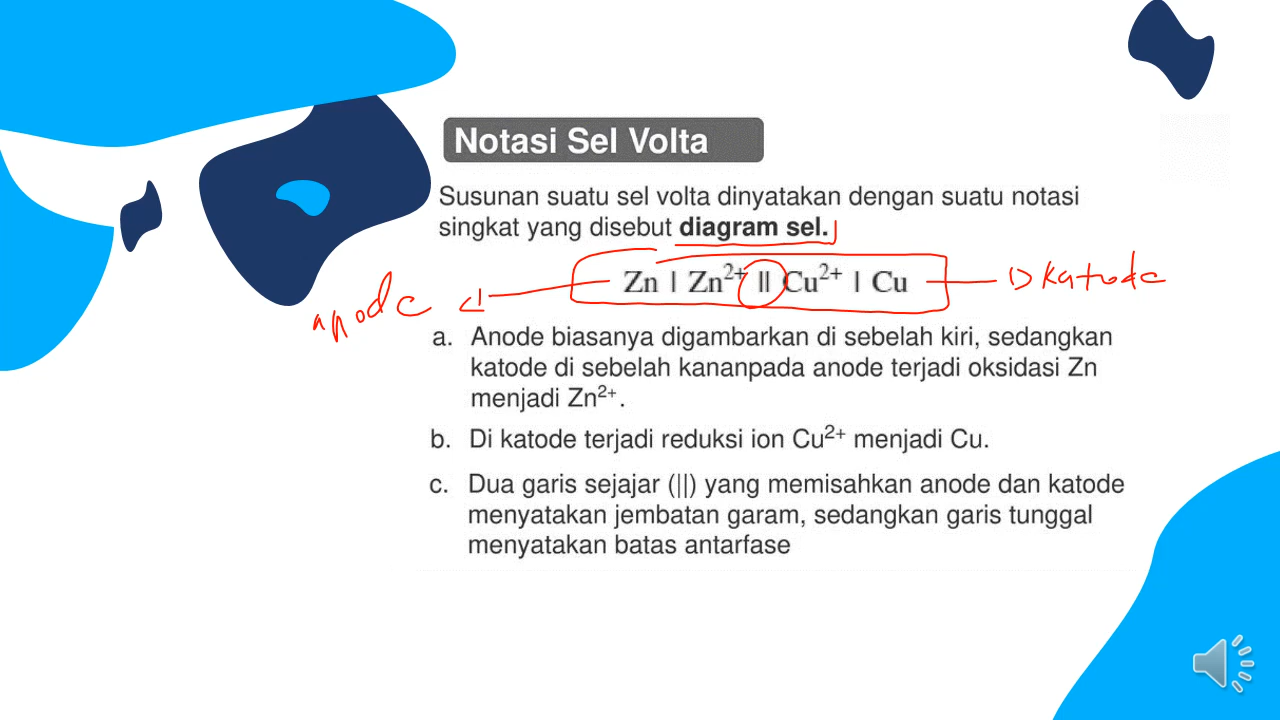 Notasi Sel Volta
Susunan suatu sel volta dinyatakan dengan suatu notasi
singkat yang disebut diagram sel.
anode Zn | Zn²⁺ || Cu²⁺ | Cu katode
a. Anode biasanya digambarkan di sebelah kiri, sedangkan
katode di sebelah kananpada anode terjadi oksidasi Zn
menjadi Zn²⁺.
b. Di katode terjadi reduksi ion Cu²⁺ menjadi Cu.
c. Dua garis sejajar (||) yang memisahkan anode dan katode
menyatakan jembatan garam, sedangkan garis tunggal
menyatakan batas antarfase